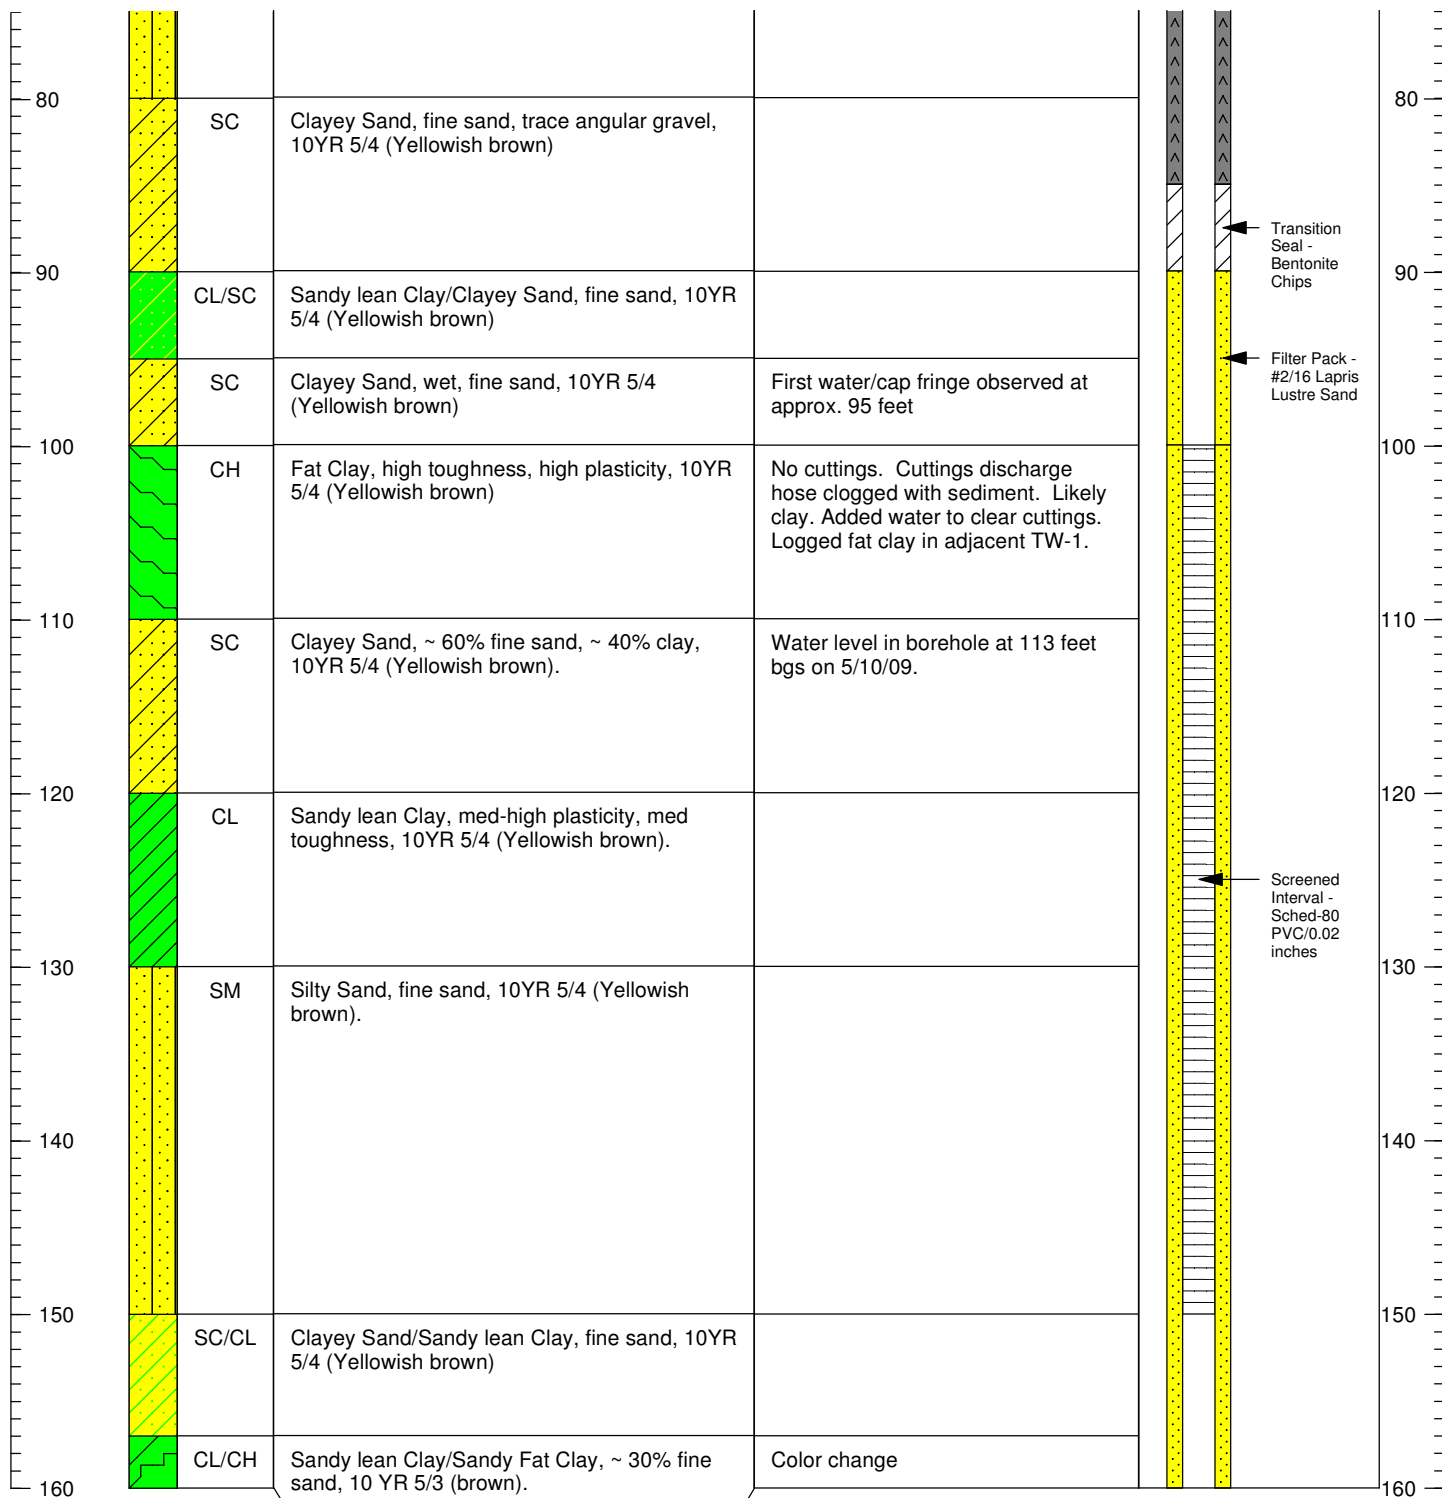 80
SC
Clayey Sand, fine sand, trace angular gravel,
10YR 5/4 (Yellowish brown)
80
Transition
Seal -
Bentonite
Chips
90
CL/SC
Sandy lean Clay/Clayey Sand, fine sand, 10YR
5/4 (Yellowish brown)
90
SC
Clayey Sand, wet, fine sand, 10YR 5/4
(Yellowish brown)
First water/cap fringe observed at
approx. 95 feet
Filter Pack -
#2/16 Lapris
Lustre Sand
100
CH
Fat Clay, high toughness, high plasticity, 10YR
5/4 (Yellowish brown)
No cuttings.  Cuttings discharge
hose clogged with sediment.  Likely
clay. Added water to clear cuttings.
Logged fat clay in adjacent TW-1.
100
110
SC
Clayey Sand, ~ 60% fine sand, ~ 40% clay,
10YR 5/4 (Yellowish brown).
Water level in borehole at 113 feet
bgs on 5/10/09.
110
120
CL
Sandy lean Clay, med-high plasticity, med
toughness, 10YR 5/4 (Yellowish brown).
120
Screened
Interval -
Sched-80
PVC/0.02
inches
130
SM
Silty Sand, fine sand, 10YR 5/4 (Yellowish
brown).
130
140
140
150
SC/CL
Clayey Sand/Sandy lean Clay, fine sand, 10YR
5/4 (Yellowish brown)
150
CL/CH
Sandy lean Clay/Sandy Fat Clay, ~ 30% fine
sand, 10 YR 5/3 (brown).
Color change
160
160